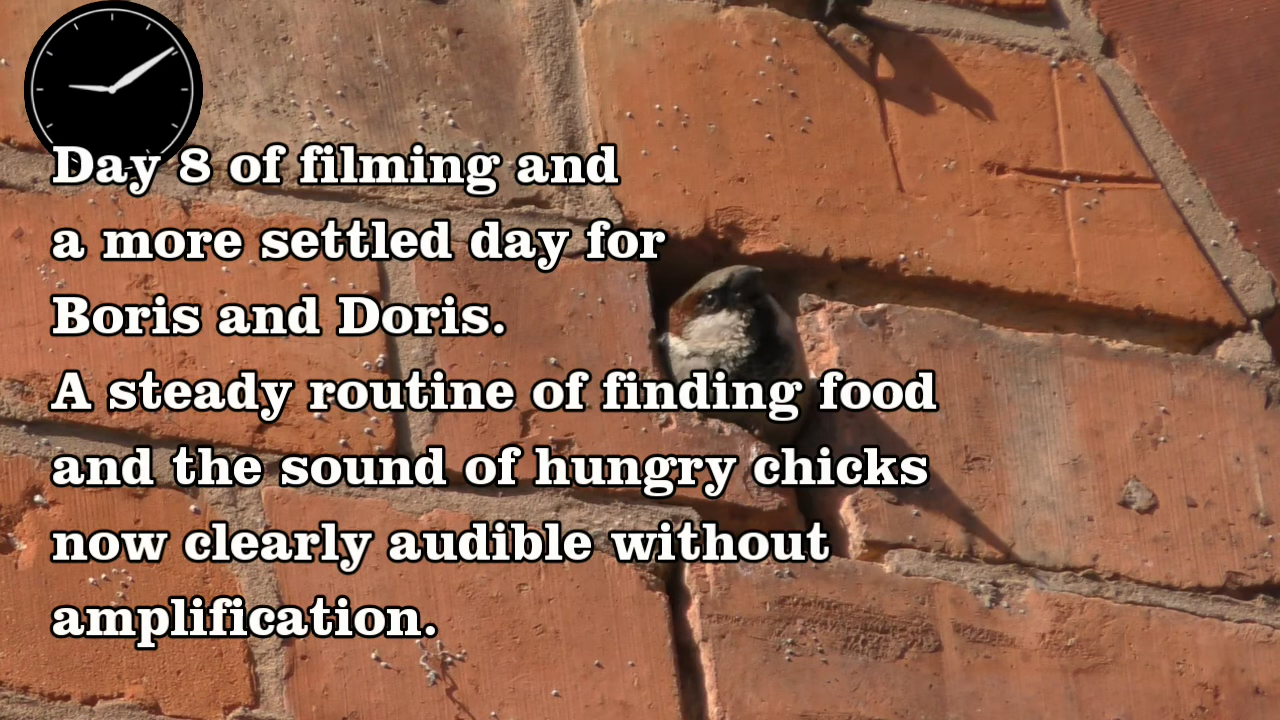 Day 8 of filming and
a more settled day for
Boris and Doris.
A steady routine of finding food
and the sound of hungry chicks
now clearly audible without
amplification.